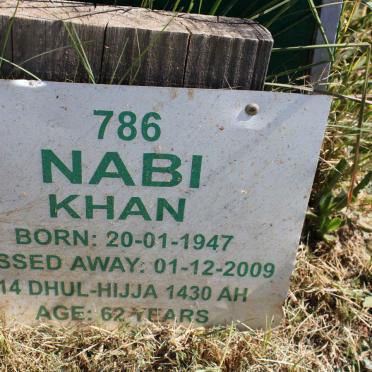 786
NABI
KHAN
BORN: 20-01-1947
SSED AWAY: 01-12-2009
14 DHUL-HIJJA 1430 AH
AGE: 62 YEARS